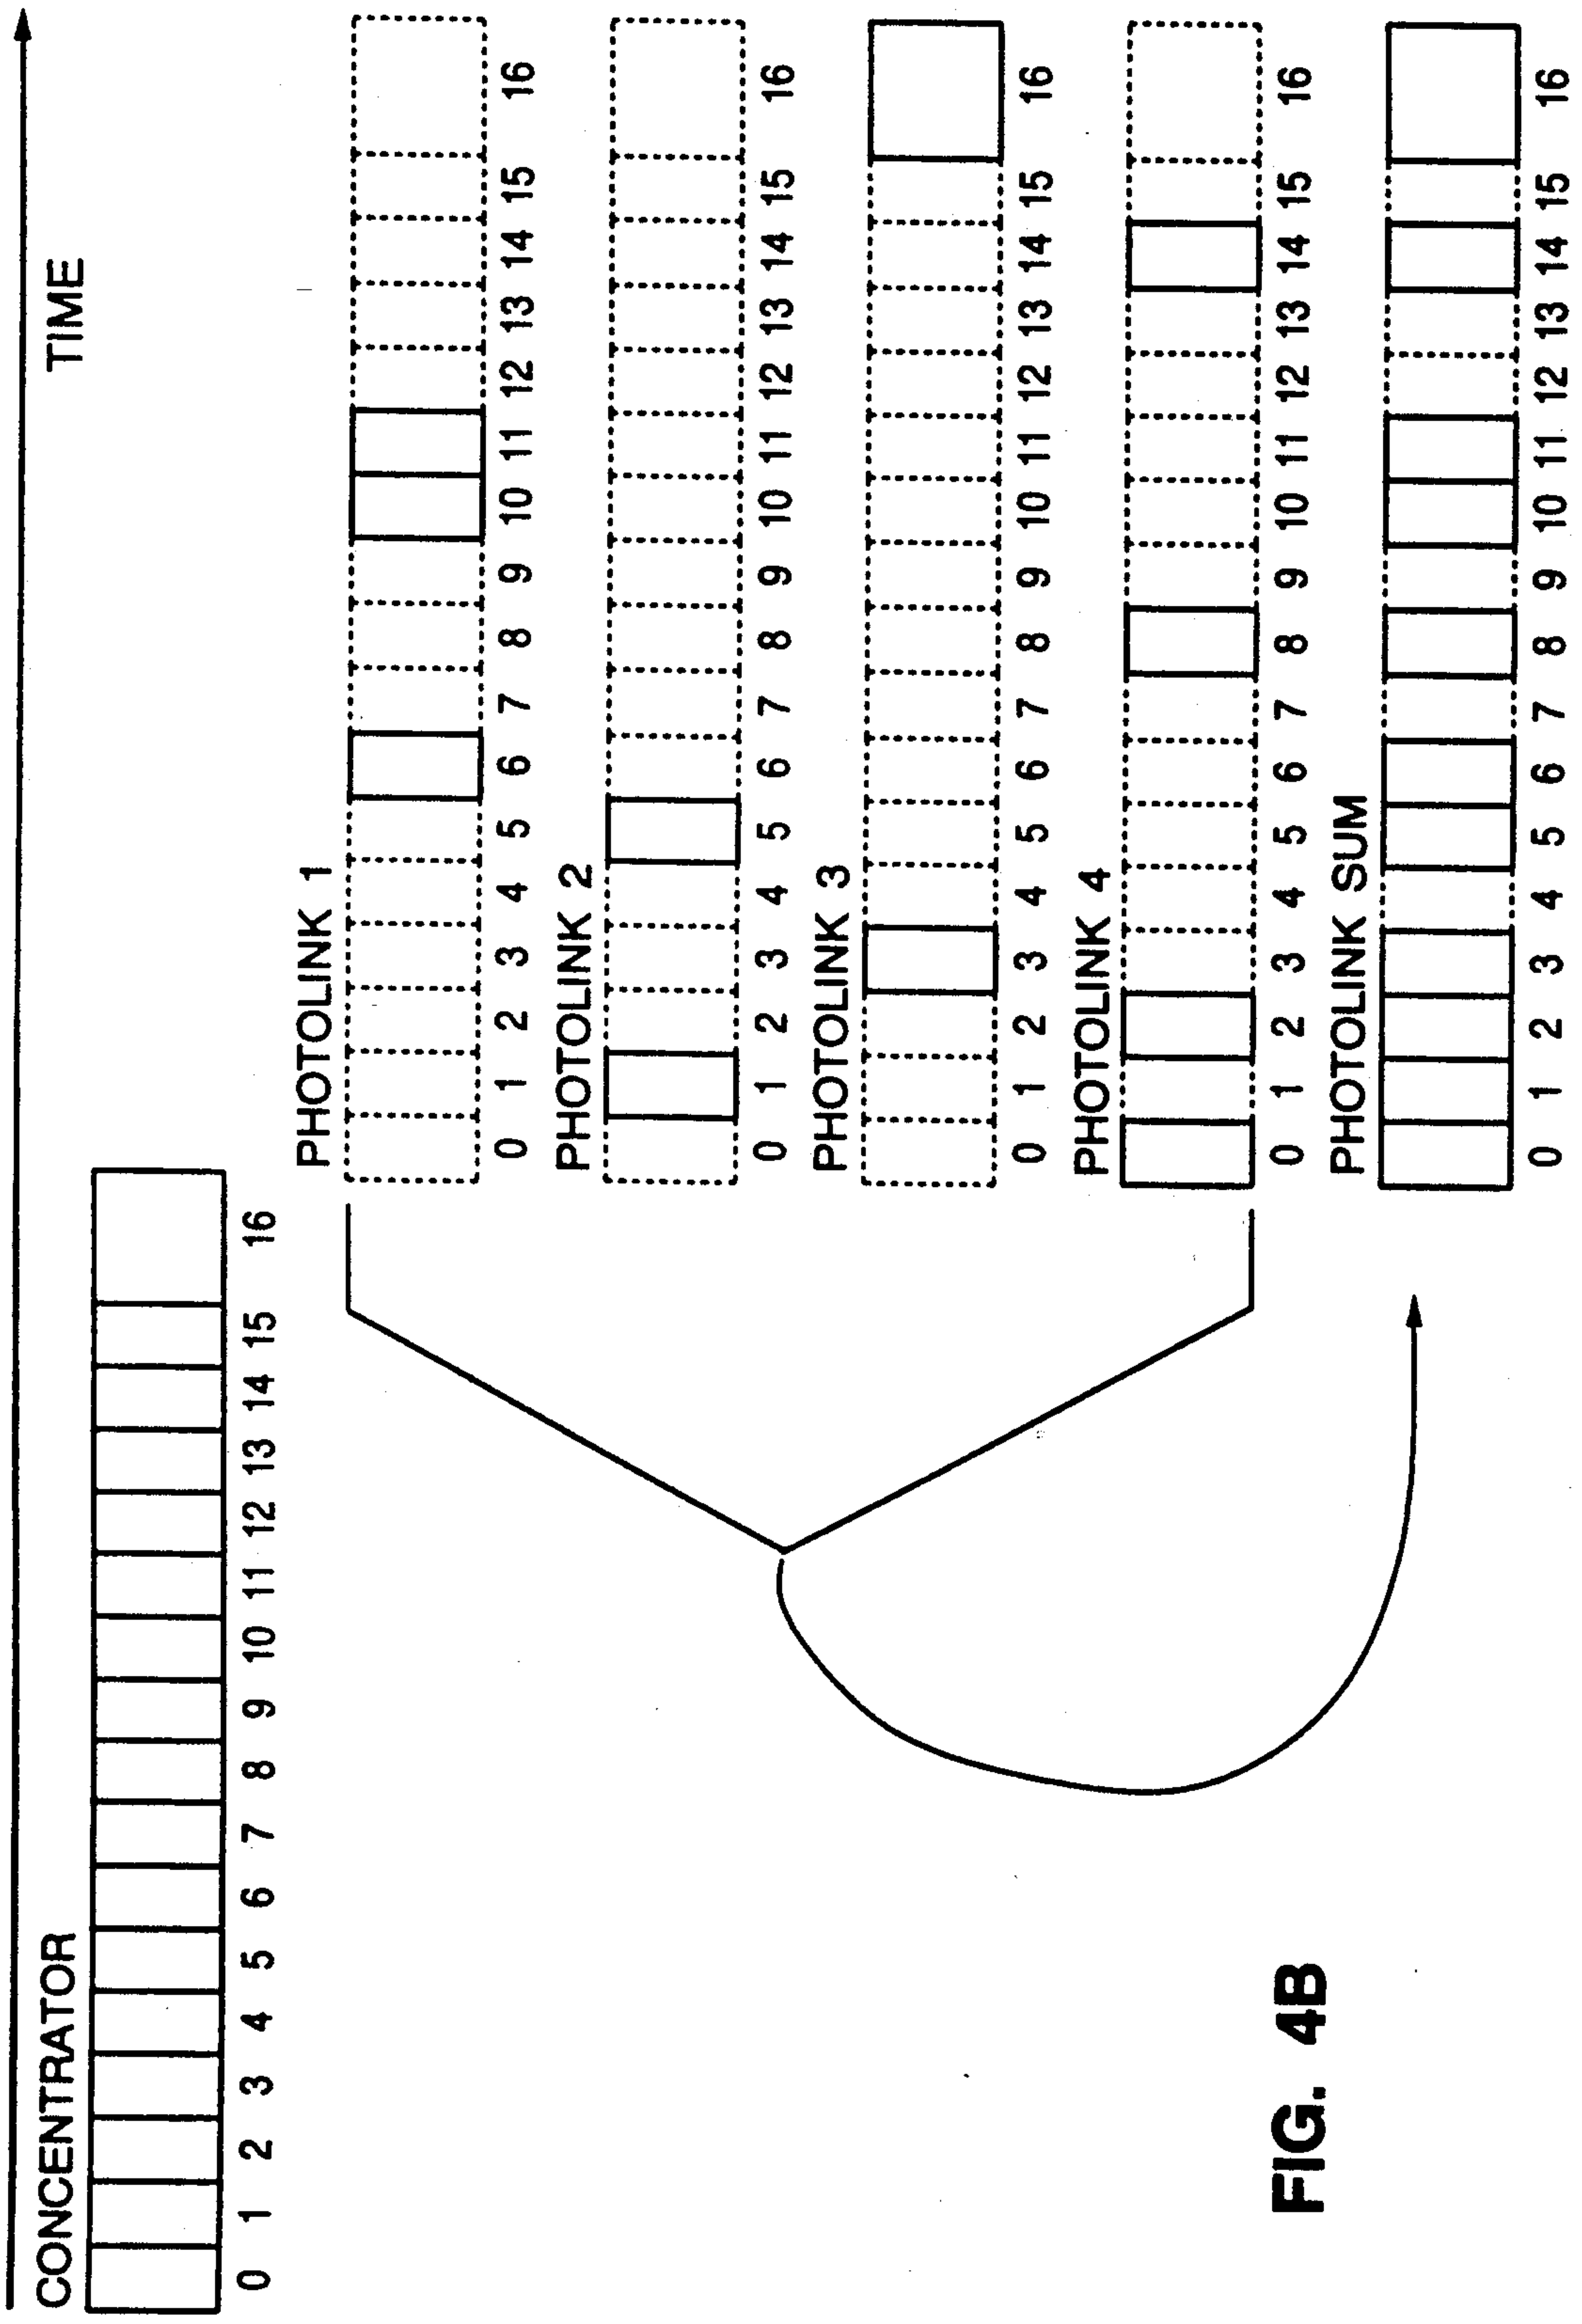 TIME
CONCENTRATOR
0 1 2 3 4 5 6 7 8 9 10 11 12 13 14 15 16
PHOTOLINK 1
0 1 2 3 4 5 6 7 8 9 10 11 12 13 14 15 16
PHOTOLINK 2
0 1 2 3 4 5 6 7 8 9 10 11 12 13 14 15 16
PHOTOLINK 3
0 1 2 3 4 5 6 7 8 9 10 11 12 13 14 15 16
PHOTOLINK 4
0 1 2 3 4 5 6 7 8 9 10 11 12 13 14 15 16
PHOTOLINK SUM
0 1 2 3 4 5 6 7 8 9 10 11 12 13 14 15 16
FIG. 4B